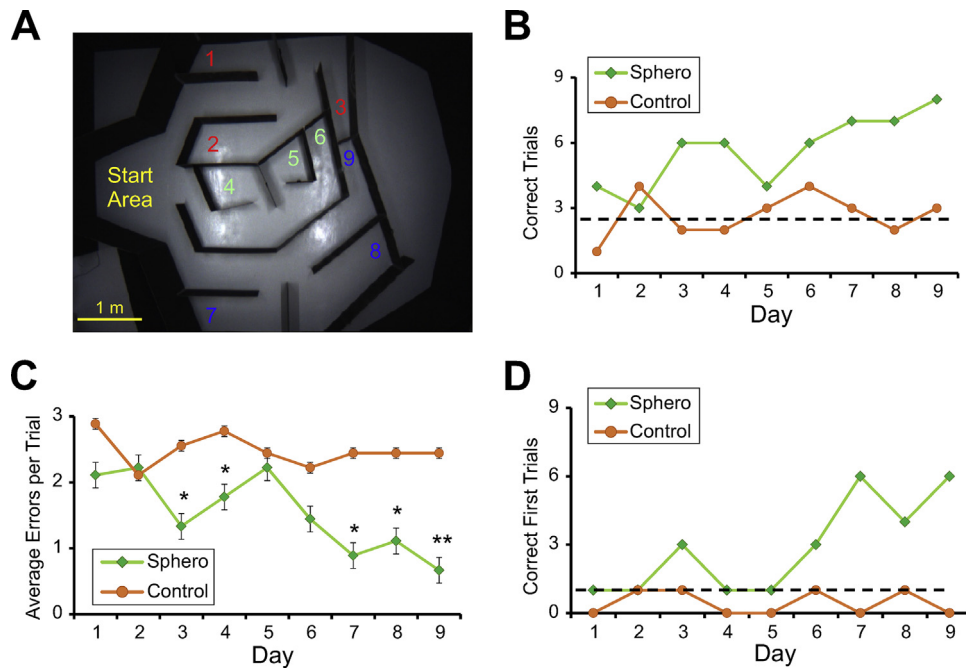 A
1
2
3
4
5
6
7
8
9
Start
Area
1 m
B
Sphero
Control
Correct Trials
9
6
3
0
1 2 3 4 5 6 7 8 9
Day
C
Average Errors per Trial
3
2
1
0
*
*
*
*
**
Sphero
Control
1 2 3 4 5 6 7 8 9
Day
D
Sphero
Control
Correct First Trials
9
6
3
0
1 2 3 4 5 6 7 8 9
Day